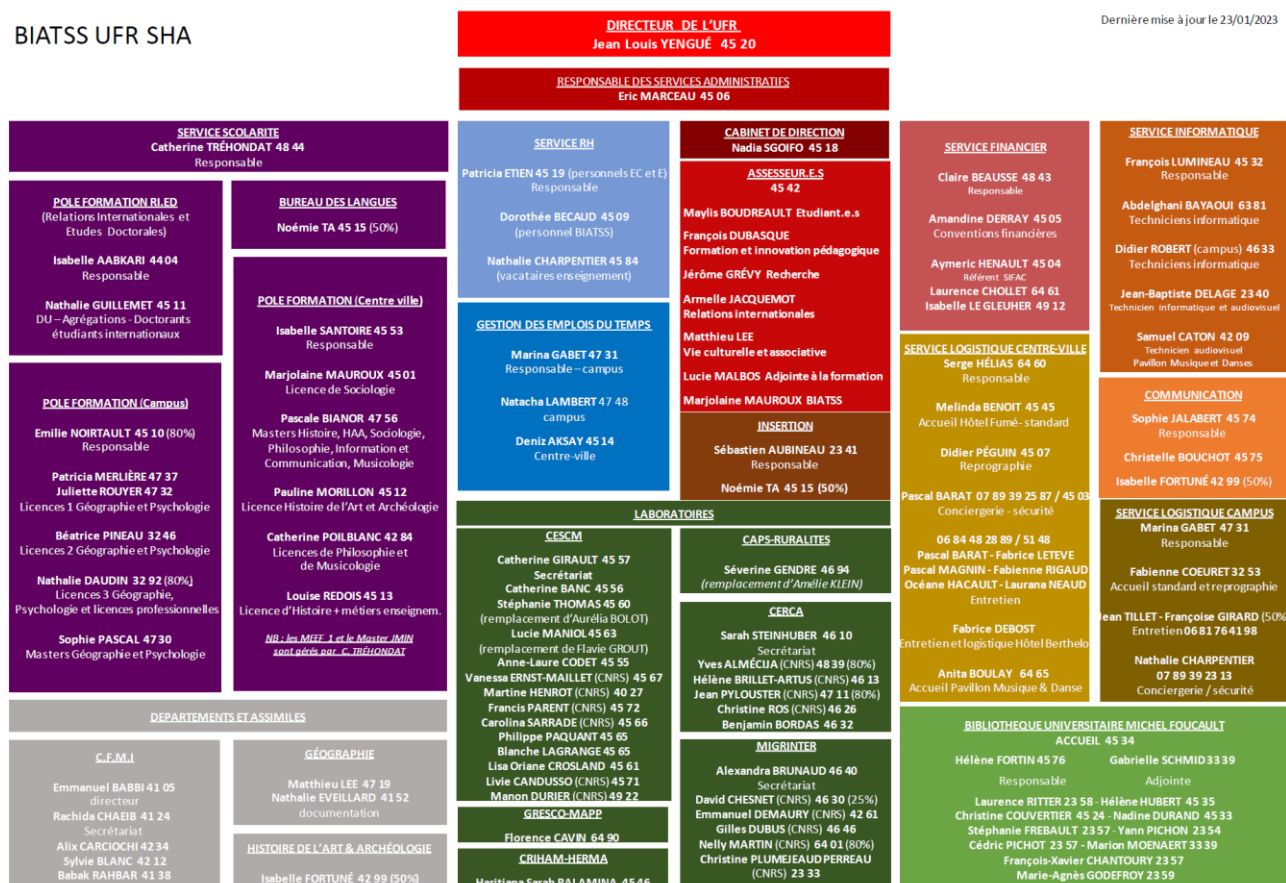 BIATSS UFR SHA
DIRECTEUR DE L'UFR
Jean Louis YENGUÉ 45 20
Dernière mise à jour le 23/01/2023
RESPONSABLE DES SERVICES ADMINISTRATIFS
Eric MARCEAU 45 06
SERVICE SCOLARITE
Catherine TRÉHONDAT 48 44
Responsable
POLE FORMATION RI.ED
(Relations Internationales et
Etudes Doctorales)
Isabelle AABKARI 44 04
Responsable
Nathalie GUILLEMET 45 11
DU – Agrégations - Doctorants
étudiants internationaux
POLE FORMATION (Campus)
Emilie NOIRTAULT 45 10 (80%)
Responsable
Patricia MERLIÈRE 47 37
Juliette ROUYER 47 32
Licences 1 Géographie et Psychologie
Béatrice PINEAU 32 46
Licences 2 Géographie et Psychologie
Nathalie DAUDIN 32 92 (80%)
Licences 3 Géographie,
Psychologie et licences professionnelles
Sophie PASCAL 47 30
Masters Géographie et Psychologie
BUREAU DES LANGUES
Noémie TA 45 15 (50%)
POLE FORMATION (Centre ville)
Isabelle SANTOIRE 45 53
Responsable
Marjolaine MAUROUX 45 01
Licence de Sociologie
Pascale BIANOR 47 56
Masters Histoire, HAA, Sociologie,
Philosophie, Information et
Communication, Musicologie
Pauline MORILLON 45 12
Licence Histoire de l'Art et Archéologie
Catherine POILBLANC 42 84
Licences de Philosophie et
de Musicologie
Louise REDOIS 45 13
Licence d'Histoire + métiers enseignem.
NB : les MEEF 1 et le Master JMIN
sont gérés par C. TRÉHONDAT
SERVICE RH
Patricia ETIEN 45 19 (personnels EC et E)
Responsable
Dorothée BECAUD 45 09
(personnel BIATSS)
Nathalie CHARPENTIER 45 84
(vacataires enseignement)
GESTION DES EMPLOIS DU TEMPS
Marina GABET 47 31
Responsable – campus
Natacha LAMBERT 47 48
campus
Deniz AKSAY 45 14
Centre-ville
CABINET DE DIRECTION
Nadia SGOIFO 45 18
ASSESSEUR.E.S
45 42
Maylis BOUDREAULT Etudiant.e.s
François DUBASQUE
Formation et innovation pédagogique
Jérôme GRÉVY Recherche
Armelle JACQUEMOT
Relations internationales
Matthieu LEE
Vie culturelle et associative
Lucie MALBOS Adjointe à la formation
Marjolaine MAUROUX BIATSS
INSERTION
Sébastien AUBINEAU 23 41
Responsable
Noémie TA 45 15 (50%)
SERVICE FINANCIER
Claire BEAUSSE 48 43
Responsable
Amandine DERRAY 45 05
Conventions financières
Aymeric HENAULT 45 04
Référent SIFAC
Laurence CHOLLET 64 61
Isabelle LE GLEUHER 49 12
SERVICE LOGISTIQUE CENTRE-VILLE
Serge HÉLIAS 64 60
Responsable
Melinda BENOIT 45 45
Accueil Hôtel Fumé - standard
Didier PÉGUIN 45 07
Reprographie
Pascal BARAT 07 89 39 25 87 / 45 03
Conciergerie - sécurité
06 84 48 28 89 / 51 48
Pascal BARAT - Fabrice LETEVE
Pascal MAGNIN - Fabienne RIGAUD
Océane HACAULT - Laurana NEAUD
Entretien
Fabrice DEBOST
Entretien et logistique Hôtel Berthelo
Anita BOULAY 64 65
Accueil Pavillon Musique & Danse
SERVICE INFORMATIQUE
François LUMINEAU 45 32
Responsable
Abdelghani BAYAOUI 63 81
Techniciens informatique
Didier ROBERT (campus) 46 33
Techniciens informatique
Jean-Baptiste DELAGE 23 40
Technicien informatique et audiovisuel
Samuel CATON 42 09
Technicien audiovisuel
Pavillon Musique et Danses
COMMUNICATION
Sophie JALABERT 45 74
Responsable
Christelle BOUCHOT 45 75
Isabelle FORTUNÉ 42 99 (50%)
SERVICE LOGISTIQUE CAMPUS
Marina GABET 47 31
Responsable
Fabienne COEURET 32 53
Accueil standard et reprographie
Jean TILLET - Françoise GIRARD (50%
Entretien 06 81 76 41 98
Nathalie CHARPENTIER
07 89 39 23 13
Conciergerie / sécurité
LABORATOIRES
CESCM
Catherine GIRAULT 45 57
Secrétariat
Catherine BANC 45 56
Stéphanie THOMAS 45 60
(remplacement d'Aurélia BOLOT)
Lucie MANIOL 45 63
(remplacement de Flavie GROUT)
Anne-Laure CODET 45 55
Vanessa ERNST-MAILLET (CNRS) 45 67
Martine HENROT (CNRS) 40 27
Francis PARENT (CNRS) 45 72
Carolina SARRADE (CNRS) 45 66
Philippe PAQUANT 45 65
Blanche LAGRANGE 45 65
Lisa Oriane CROSLAND 45 61
Livie CANDUSSO (CNRS) 45 71
Manon DURIER (CNRS) 49 22
GRESCO-MAPP
Florence CAVIN 64 90
CRIHAM-HERMA
Haritiana Sarah RALAMINA 45 46
CAPS-RURALITES
Séverine GENDRE 46 94
(remplacement d'Amélie KLEIN)
CERCA
Sarah STEINHUBER 46 10
Secrétariat
Yves ALMÉCIJA (CNRS) 48 39 (80%)
Hélène BRILLET-ARTUS (CNRS) 46 13
Jean PYLOUSTER (CNRS) 47 11 (80%)
Christine ROS (CNRS) 46 26
Benjamin BORDAS 46 32
MIGRINTER
Alexandra BRUNAUD 46 40
Secrétariat
David CHESNET (CNRS) 46 30 (25%)
Emmanuel DEMAURY (CNRS) 42 61
Gilles DUBUS (CNRS) 46 46
Nelly MARTIN (CNRS) 64 01 (80%)
Christine PLUMEJEAUD PERREAU
(CNRS) 23 33
DEPARTEMENTS ET ASSIMILES
C.F.M.I
Emmanuel BABBI 41 05
directeur
Rachida CHAEIB 41 24
Secrétariat
Alix CARCIOCHI 42 34
Sylvie BLANC 42 12
Babak RAHBAR 41 38
GÉOGRAPHIE
Matthieu LEE 47 19
Nathalie EVEILLARD 41 52
documentation
HISTOIRE DE L'ART & ARCHÉOLOGIE
Isabelle FORTUNÉ 42 99 (50%)
BIBLIOTHEQUE UNIVERSITAIRE MICHEL FOUCAULT
ACCUEIL 45 34
Hélène FORTIN 45 76 Gabrielle SCHMID 33 39
Responsable Adjointe
Laurence RITTER 23 58 - Hélène HUBERT 45 35
Christine COUVERTIER 45 24 - Nadine DURAND 45 33
Stéphanie FREBAULT 23 57 - Yann PICHON 23 54
Cédric PICHOT 23 57 - Marion MOENAERT 33 39
François-Xavier CHANTOURY 23 57
Marie-Agnès GODEFROY 23 59